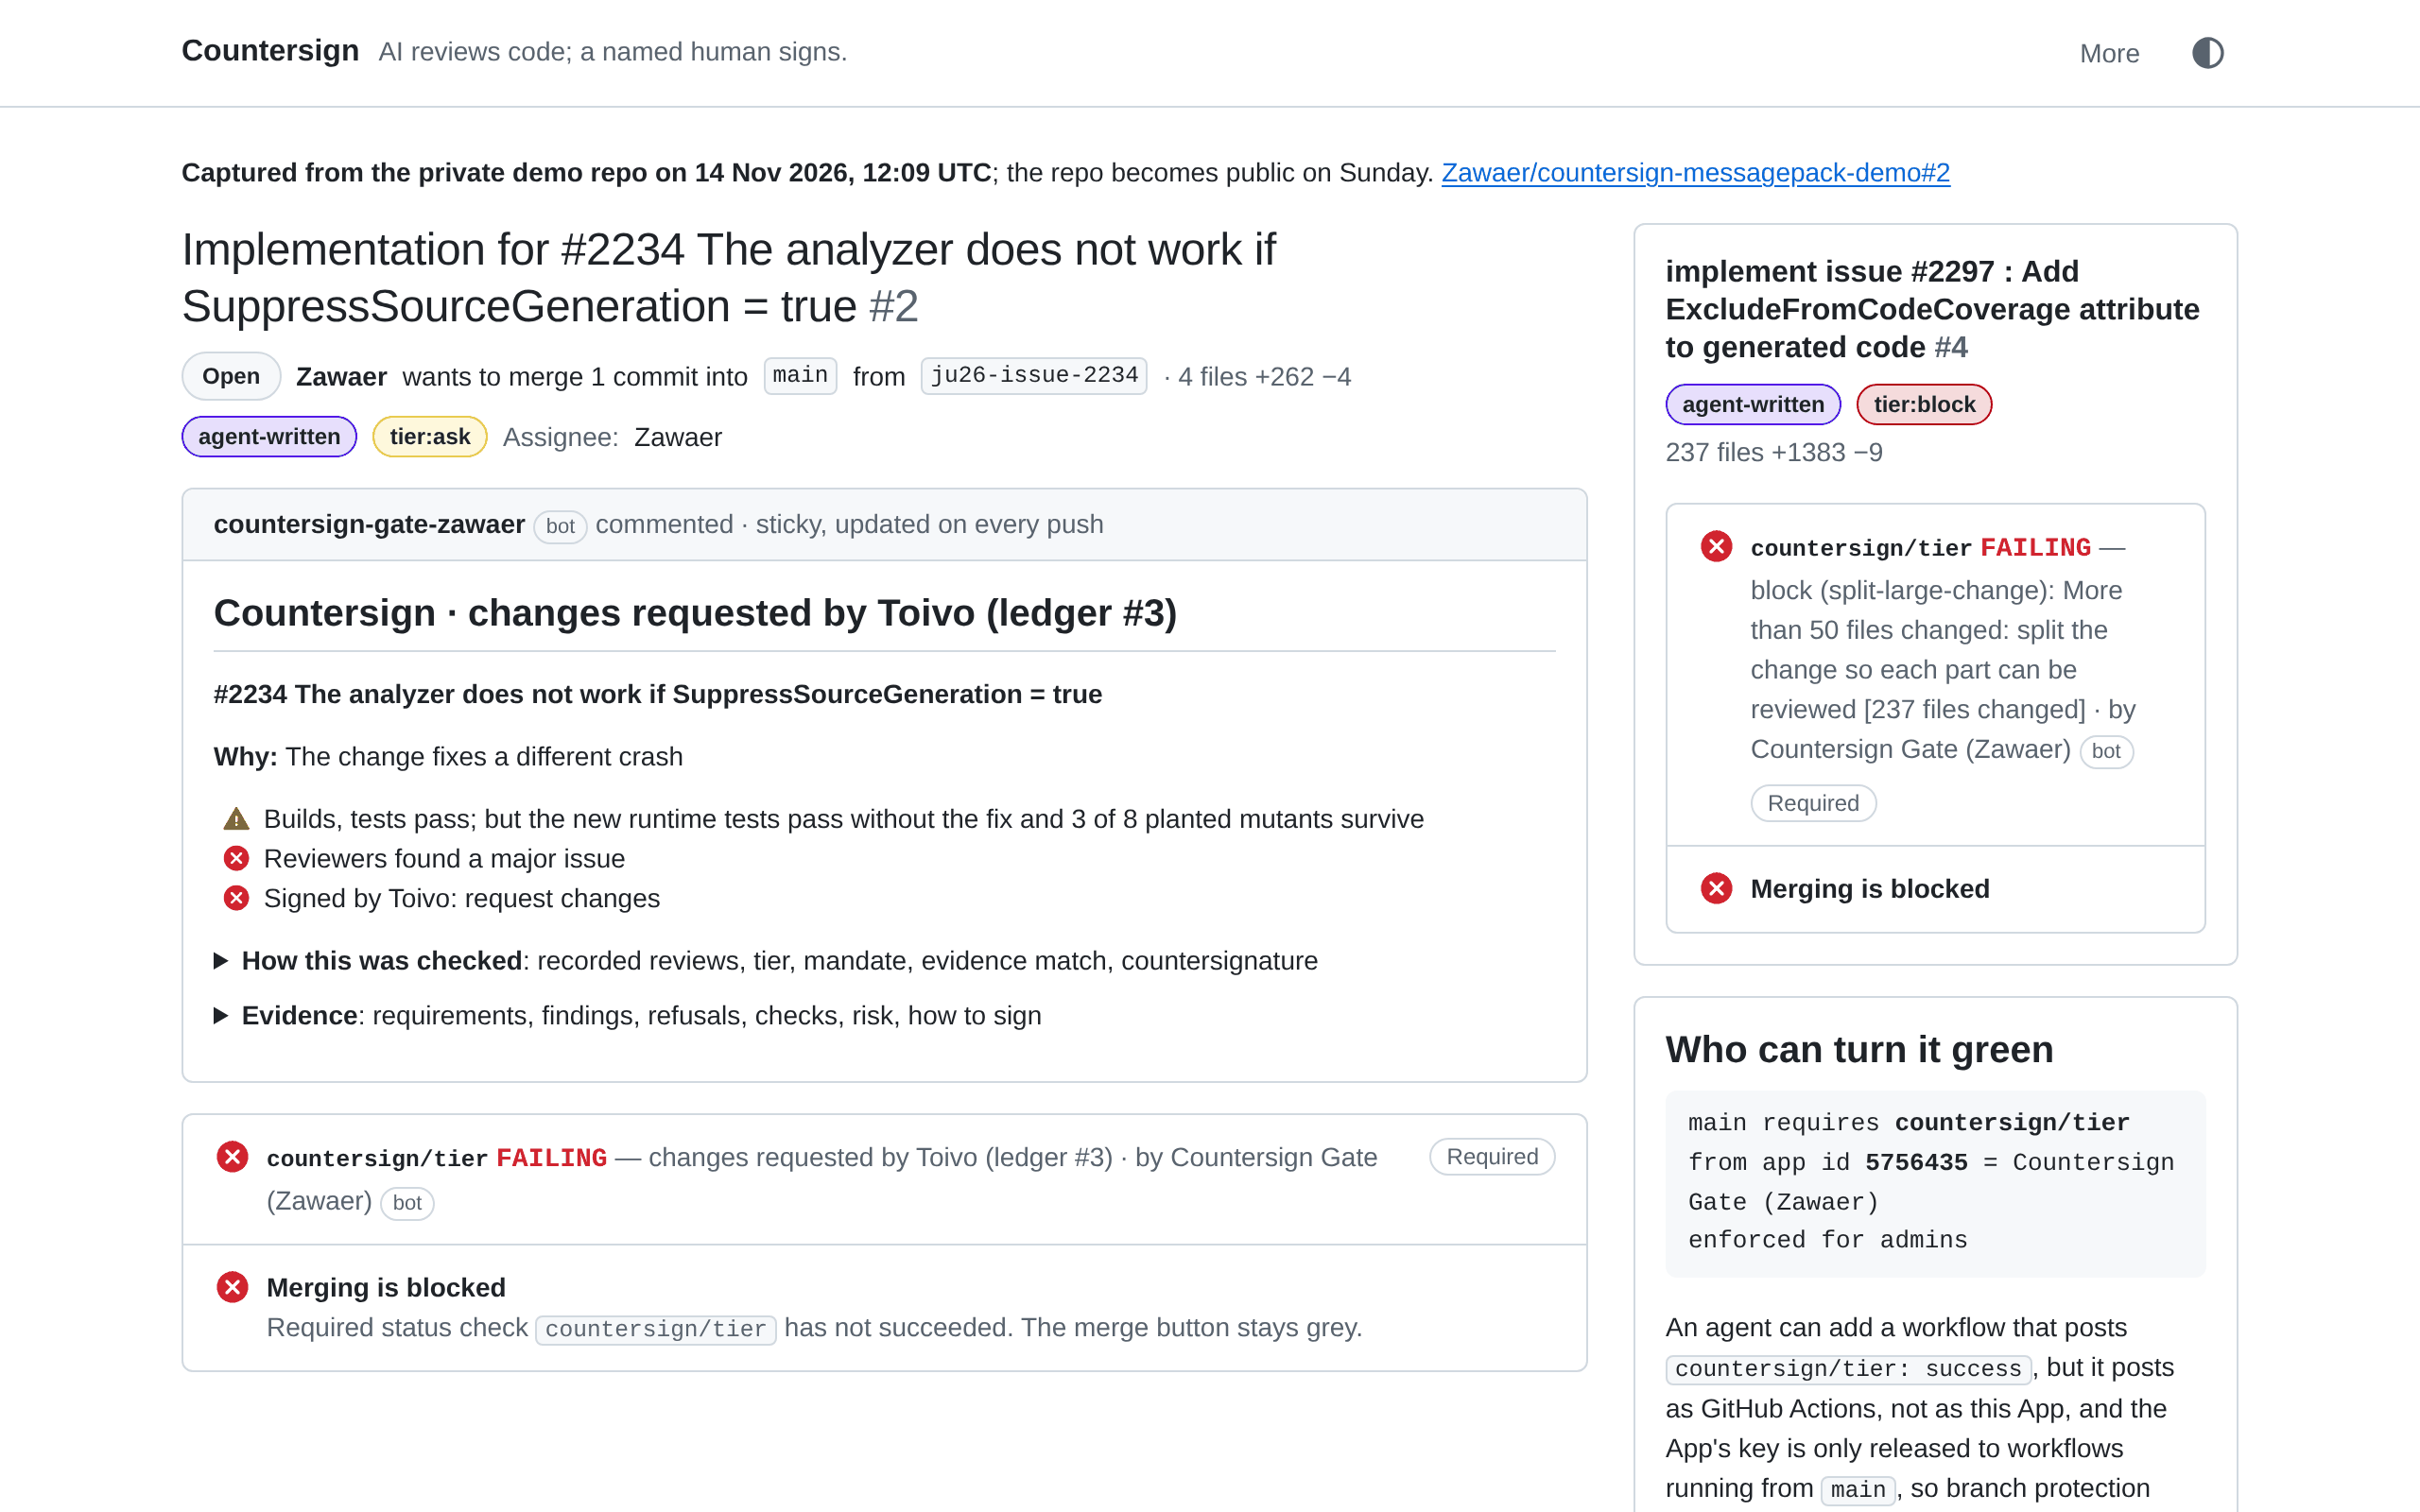 Countersign AI reviews code; a named human signs.
More
Captured from the private demo repo on 14 Nov 2026, 12:09 UTC; the repo becomes public on Sunday. Zawaer/countersign-messagepack-demo#2
Implementation for #2234 The analyzer does not work if
SuppressSourceGeneration = true #2
Open Zawaer wants to merge 1 commit into main from ju26-issue-2234 · 4 files +262 −4
agent-written tier:ask Assignee: Zawaer
countersign-gate-zawaer bot commented · sticky, updated on every push
Countersign · changes requested by Toivo (ledger #3)
#2234 The analyzer does not work if SuppressSourceGeneration = true
Why: The change fixes a different crash
Builds, tests pass; but the new runtime tests pass without the fix and 3 of 8 planted mutants survive
Reviewers found a major issue
Signed by Toivo: request changes
How this was checked: recorded reviews, tier, mandate, evidence match, countersignature
Evidence: requirements, findings, refusals, checks, risk, how to sign
countersign/tier FAILING — changes requested by Toivo (ledger #3) · by Countersign Gate
(Zawaer) bot
Required
Merging is blocked
Required status check countersign/tier has not succeeded. The merge button stays grey.
implement issue #2297 : Add
ExcludeFromCodeCoverage attribute
to generated code #4
agent-written tier:block
237 files +1383 −9
countersign/tier FAILING —
block (split-large-change): More
than 50 files changed: split the
change so each part can be
reviewed [237 files changed] · by
Countersign Gate (Zawaer) bot
Required
Merging is blocked
Who can turn it green
main requires countersign/tier
from app id 5756435 = Countersign
Gate (Zawaer)
enforced for admins
An agent can add a workflow that posts
countersign/tier: success, but it posts
as GitHub Actions, not as this App, and the
App's key is only released to workflows
running from main, so branch protection